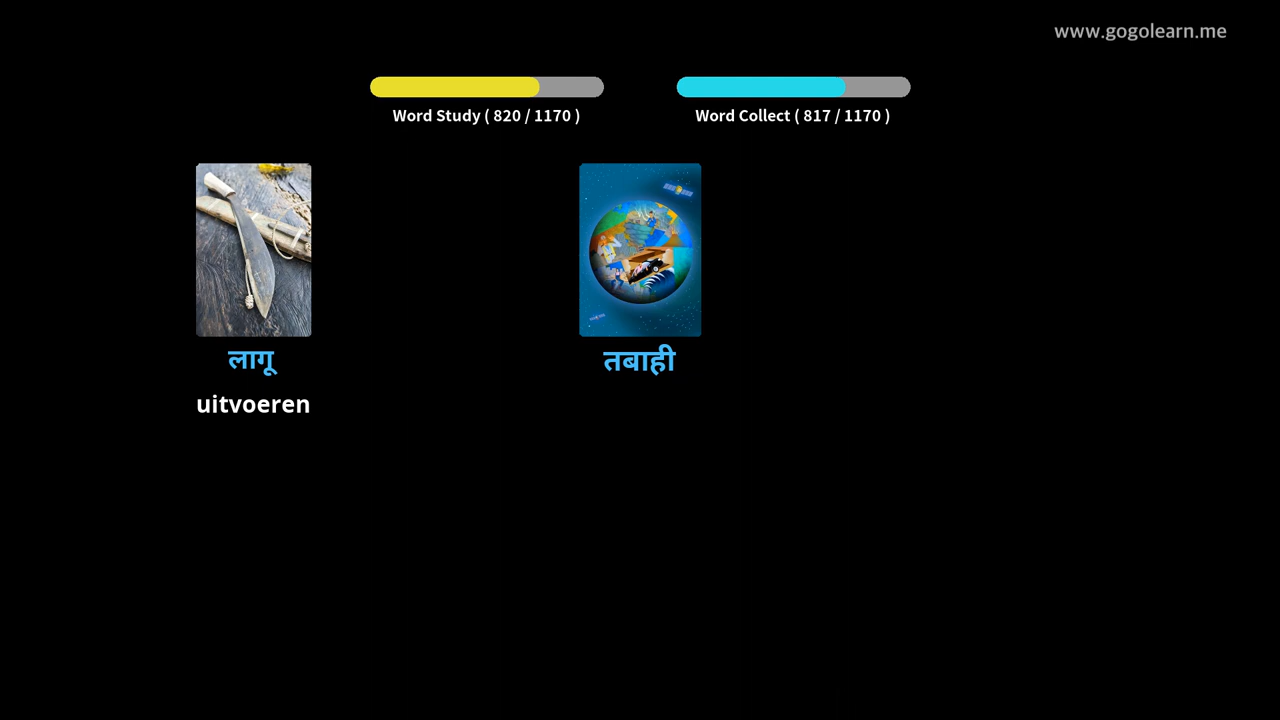 www.gogolearn.me
Word Study ( 820 / 1170 )
Word Collect ( 817 / 1170 )
लागू
तबाही
uitvoeren